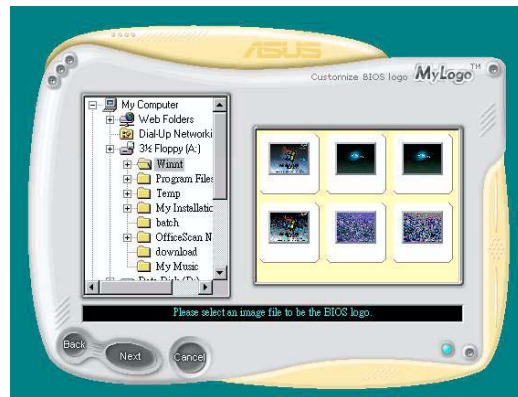 ASUS
Customize BIOS logo MyLogo™
My Computer
Web Folders
Dial-Up Networki
3½ Floppy (A:)
Winnt
Program Files
Temp
My Installatic
batch
OfficeScan N
download
My Music
Data Disk (D:)
Please select an image file to be the BIOS logo.
Back
Next
Cancel